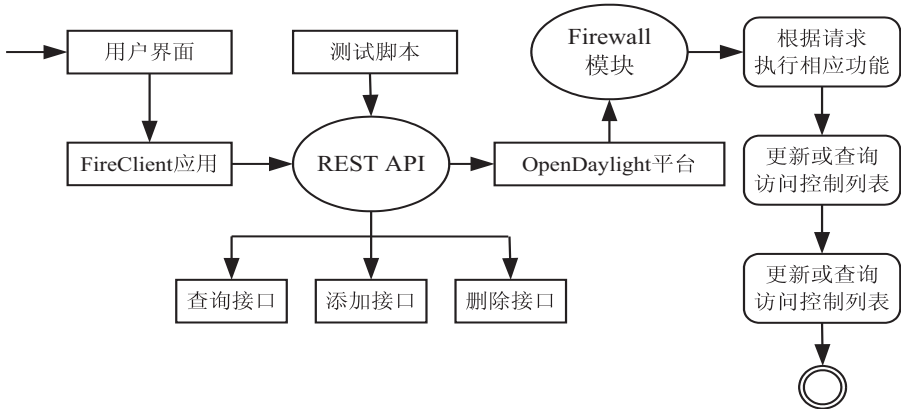 用户界面
测试脚本
Firewall
模块
根据请求
执行相应功能
FireClient应用
REST API
OpenDaylight平台
更新或查询
访问控制列表
查询接口
添加接口
删除接口
更新或查询
访问控制列表